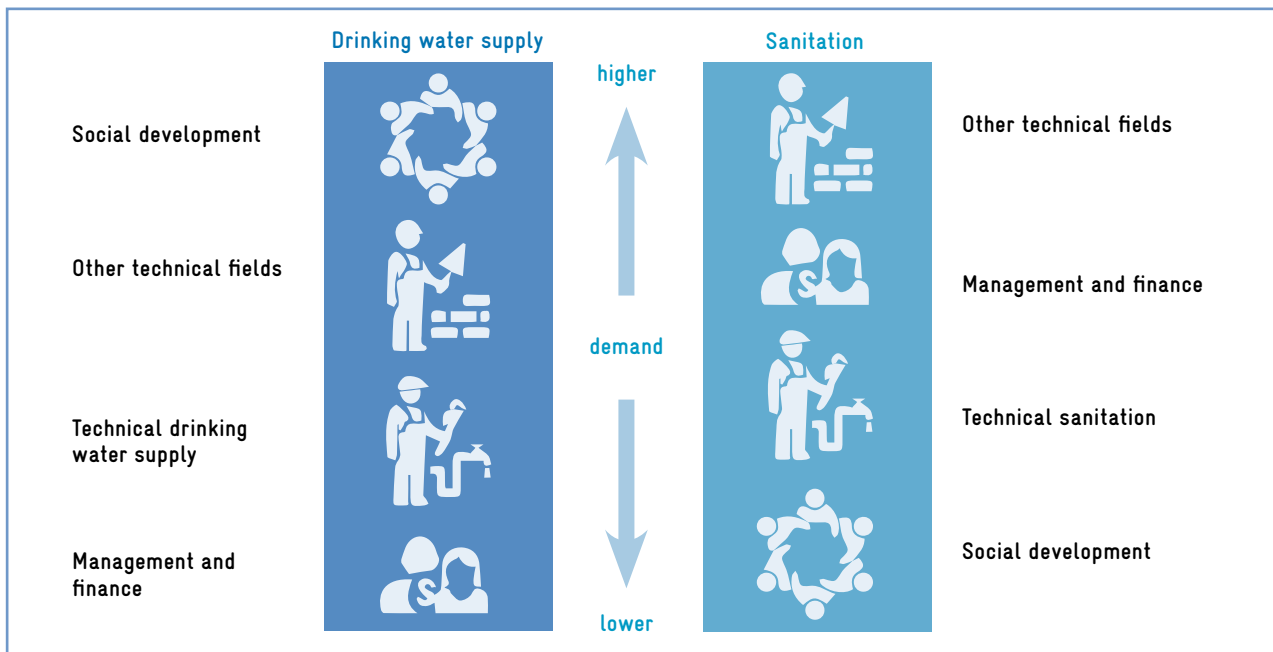 Drinking water supply
Social development
Other technical fields
Technical drinking
water supply
Management and
finance
higher
demand
lower
Sanitation
Other technical fields
Management and finance
Technical sanitation
Social development